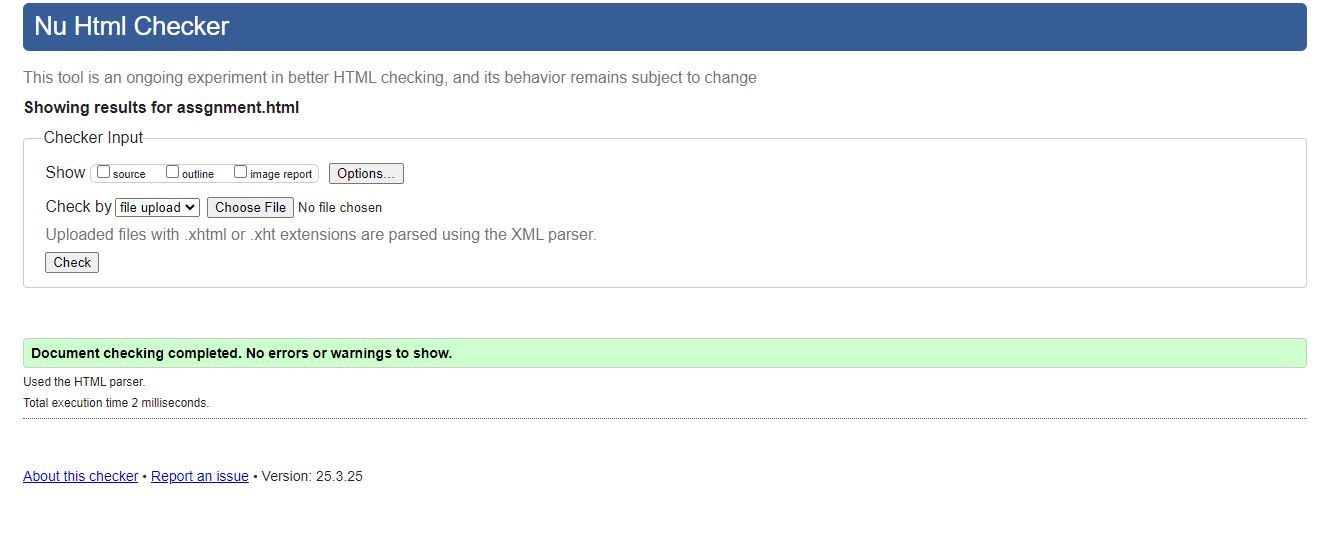 Nu Html Checker
This tool is an ongoing experiment in better HTML checking, and its behavior remains subject to change
Showing results for assgnment.html
Checker Input
Show source outline image report Options...
Check by file upload Choose File No file chosen
Uploaded files with .xhtml or .xht extensions are parsed using the XML parser.
Check
Document checking completed. No errors or warnings to show.
Used the HTML parser.
Total execution time 2 milliseconds.
About this checker • Report an issue • Version: 25.3.25